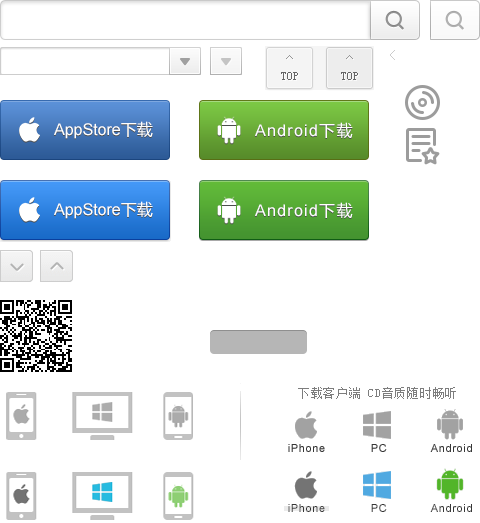 TOP
TOP
AppStore下载
Android下载
AppStore下载
Android下载
下载客户端 CD音质随时畅听
iPhone
PC
Android
iPhone
PC
Android